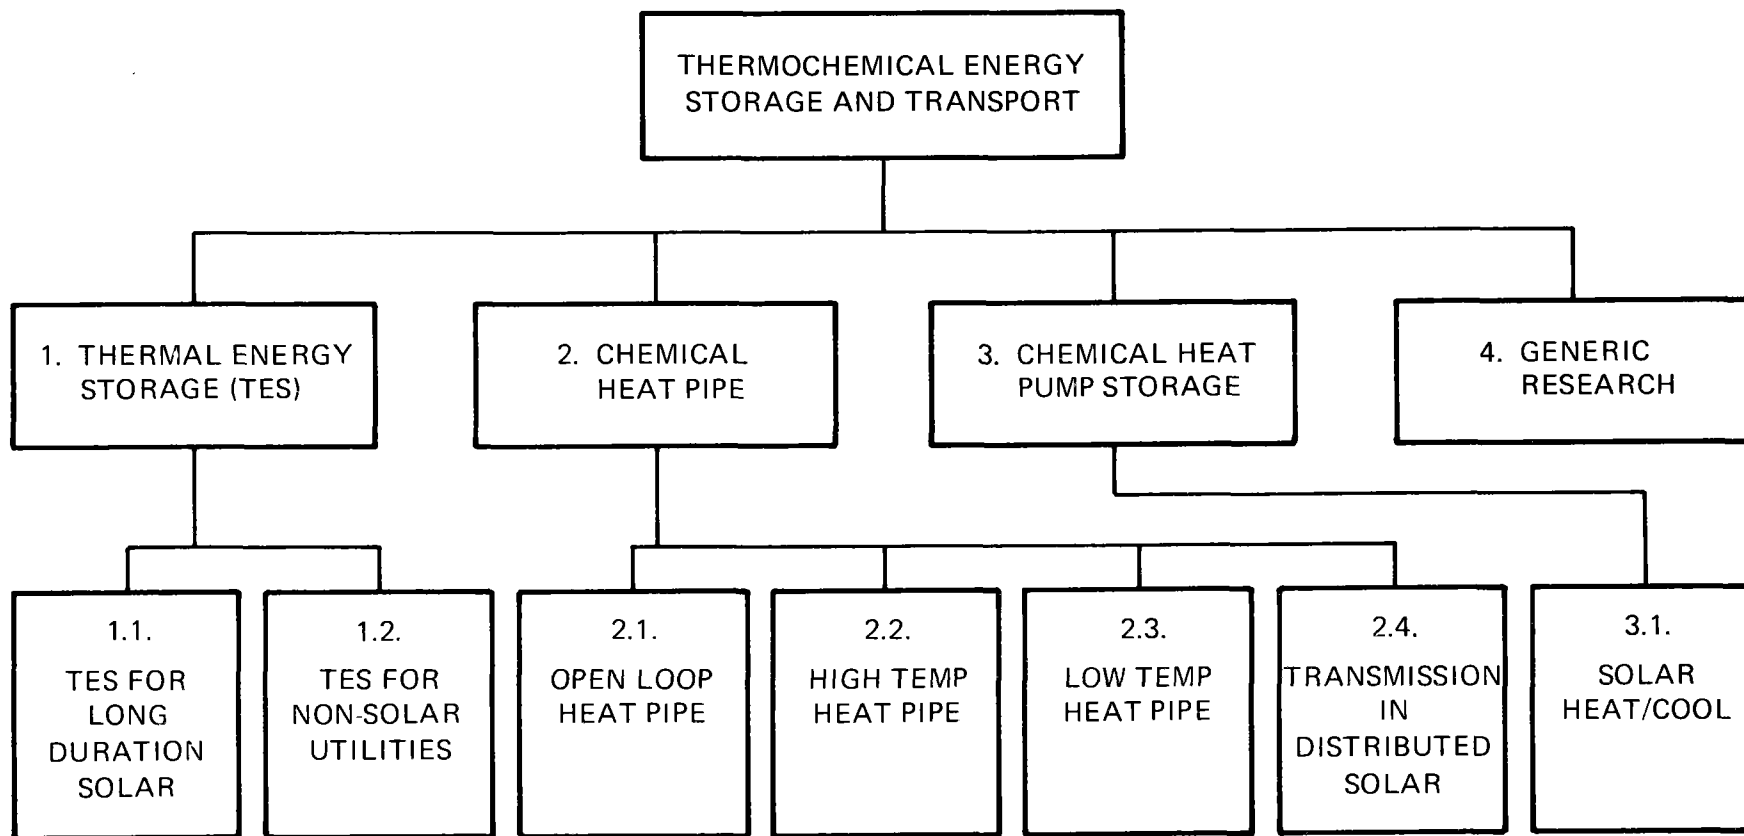 THERMOCHEMICAL ENERGY
STORAGE AND TRANSPORT
1. THERMAL ENERGY
STORAGE (TES)
2. CHEMICAL
HEAT PIPE
3. CHEMICAL HEAT
PUMP STORAGE
4. GENERIC
RESEARCH
1.1.
TES FOR
LONG
DURATION
SOLAR
1.2.
TES FOR
NON-SOLAR
UTILITIES
2.1.
OPEN LOOP
HEAT PIPE
2.2.
HIGH TEMP
HEAT PIPE
2.3.
LOW TEMP
HEAT PIPE
2.4.
TRANSMISSION
IN
DISTRIBUTED
SOLAR
3.1.
SOLAR
HEAT/COOL